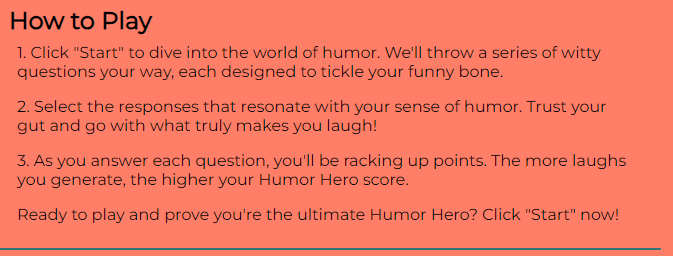 How to Play
1. Click "Start" to dive into the world of humor. We'll throw a series of witty
questions your way, each designed to tickle your funny bone.
2. Select the responses that resonate with your sense of humor. Trust your
gut and go with what truly makes you laugh!
3. As you answer each question, you'll be racking up points. The more laughs
you generate, the higher your Humor Hero score.
Ready to play and prove you're the ultimate Humor Hero? Click "Start" now!